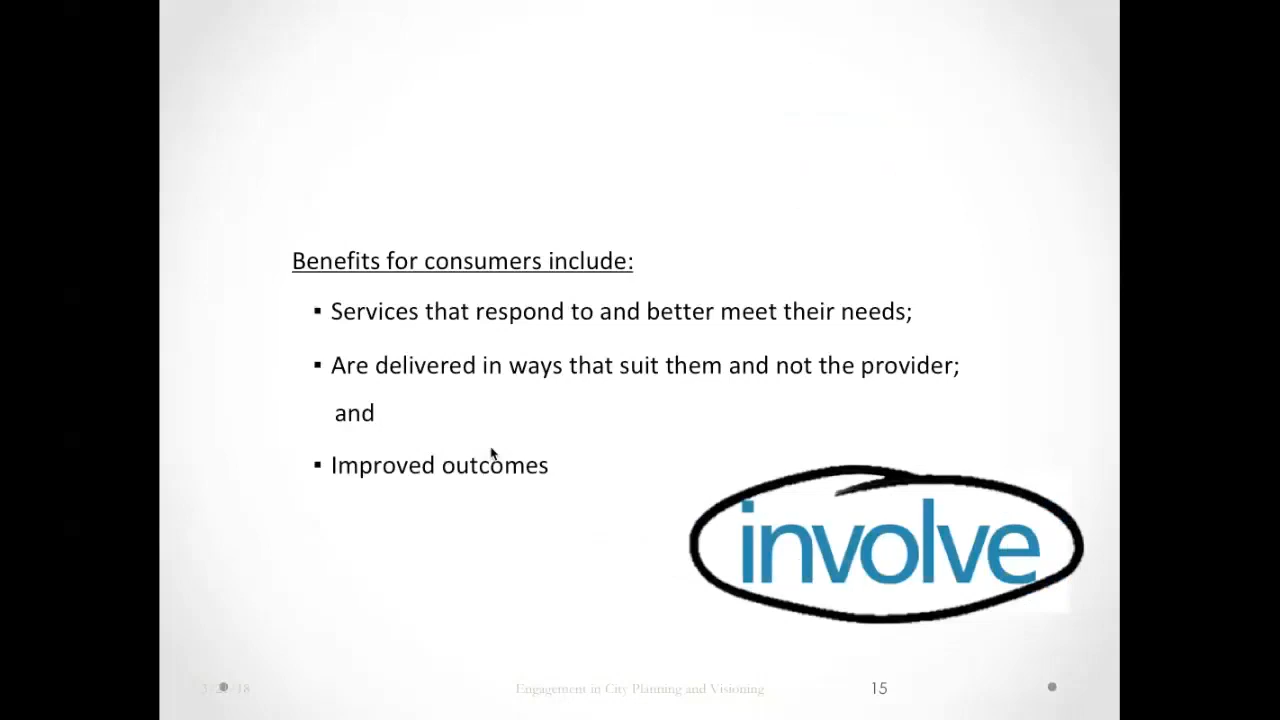 Benefits for consumers include:
▪ Services that respond to and better meet their needs;
▪ Are delivered in ways that suit them and not the provider;
and
▪ Improved outcomes
involve
Engagement in City Planning and Visioning
15